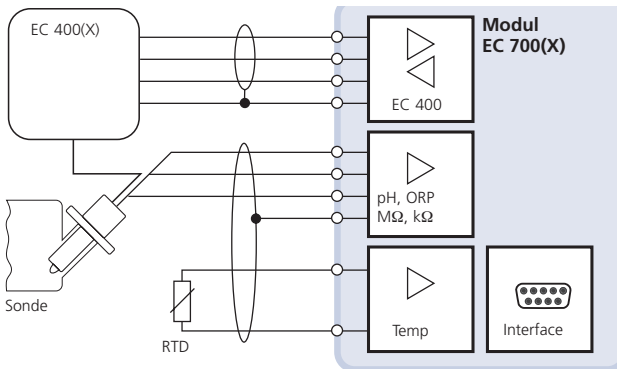 EC 400(X)
Modul
EC 700(X)
EC 400
pH, ORP
MΩ, kΩ
Sonde
RTD
Temp
Interface